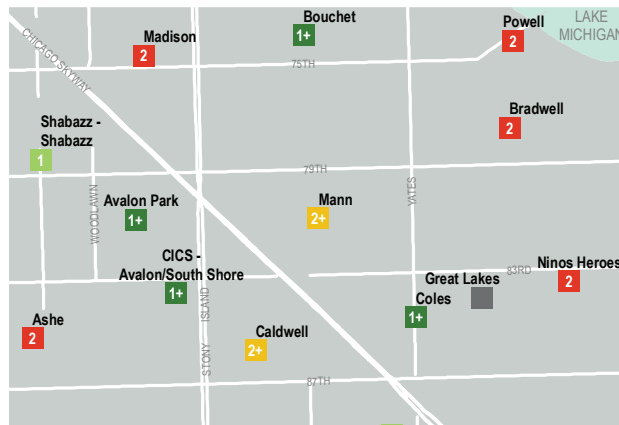 Bouchet
1+
Powell
2
LAKE
MICHIGAN
Madison
2
CHICAGO SKYWAY
75TH
Bradwell
2
Shabazz -
Shabazz
1
79TH
WOODLAWN
Avalon Park
1+
Mann
2+
YATES
CICS -
Avalon/South Shore
1+
83RD
Ninos Heroes
2
Great Lakes
Coles
1+
STONY ISLAND
Ashe
2
Caldwell
2+
87TH